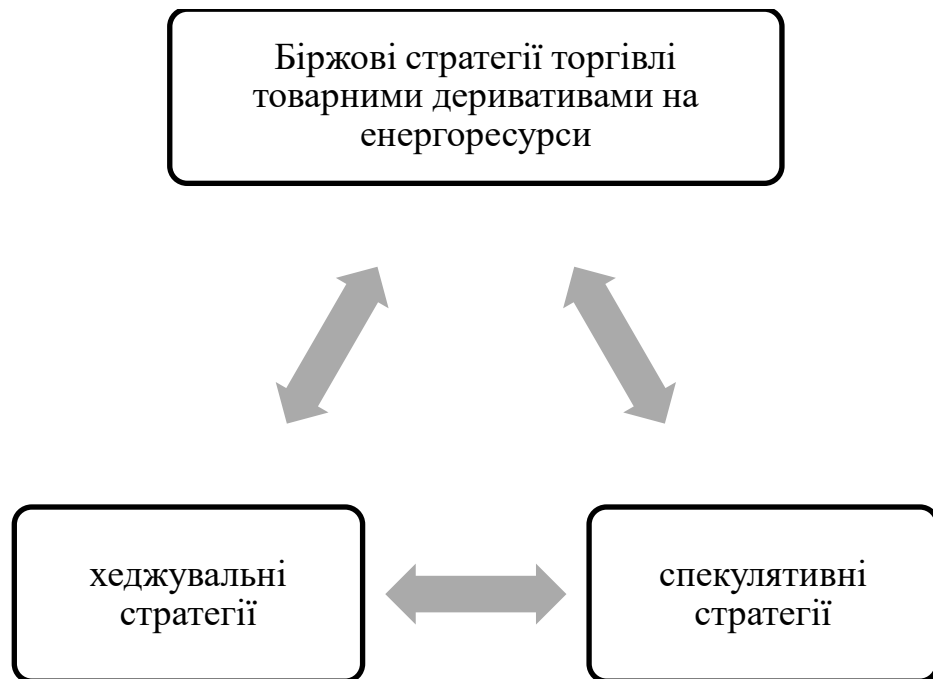 Біржові стратегії торгівлі
товарними деривативами на
енергоресурси
хеджувальні
стратегії
спекулятивні
стратегії